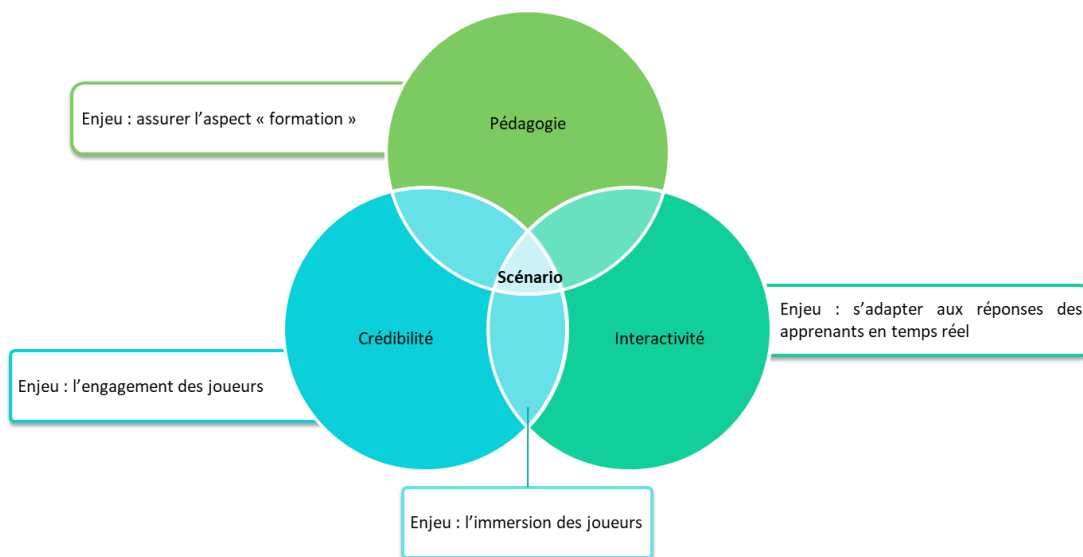 Enjeu : assurer l’aspect « formation »
Pédagogie
Scénario
Crédibilité
Interactivité
Enjeu : s’adapter aux réponses des
apprenants en temps réel
Enjeu : l’engagement des joueurs
Enjeu : l’immersion des joueurs